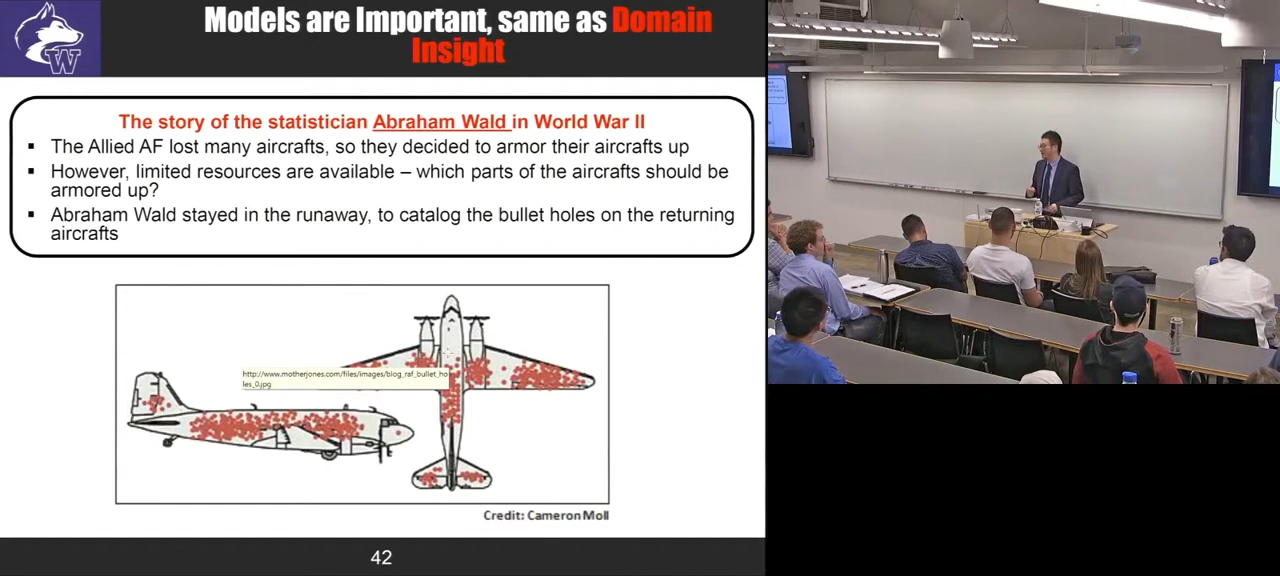 Models are Important, same as Domain
Insight
W
The story of the statistician Abraham Wald in World War II
▪ The Allied AF lost many aircrafts, so they decided to armor their aircrafts up
▪ However, limited resources are available – which parts of the aircrafts should be
armored up?
▪ Abraham Wald stayed in the runaway, to catalog the bullet holes on the returning
aircrafts
http://www.motherjones.com/files/images/blog_raf_bullet_ho
les_0.jpg
Credit: Cameron Moll
42